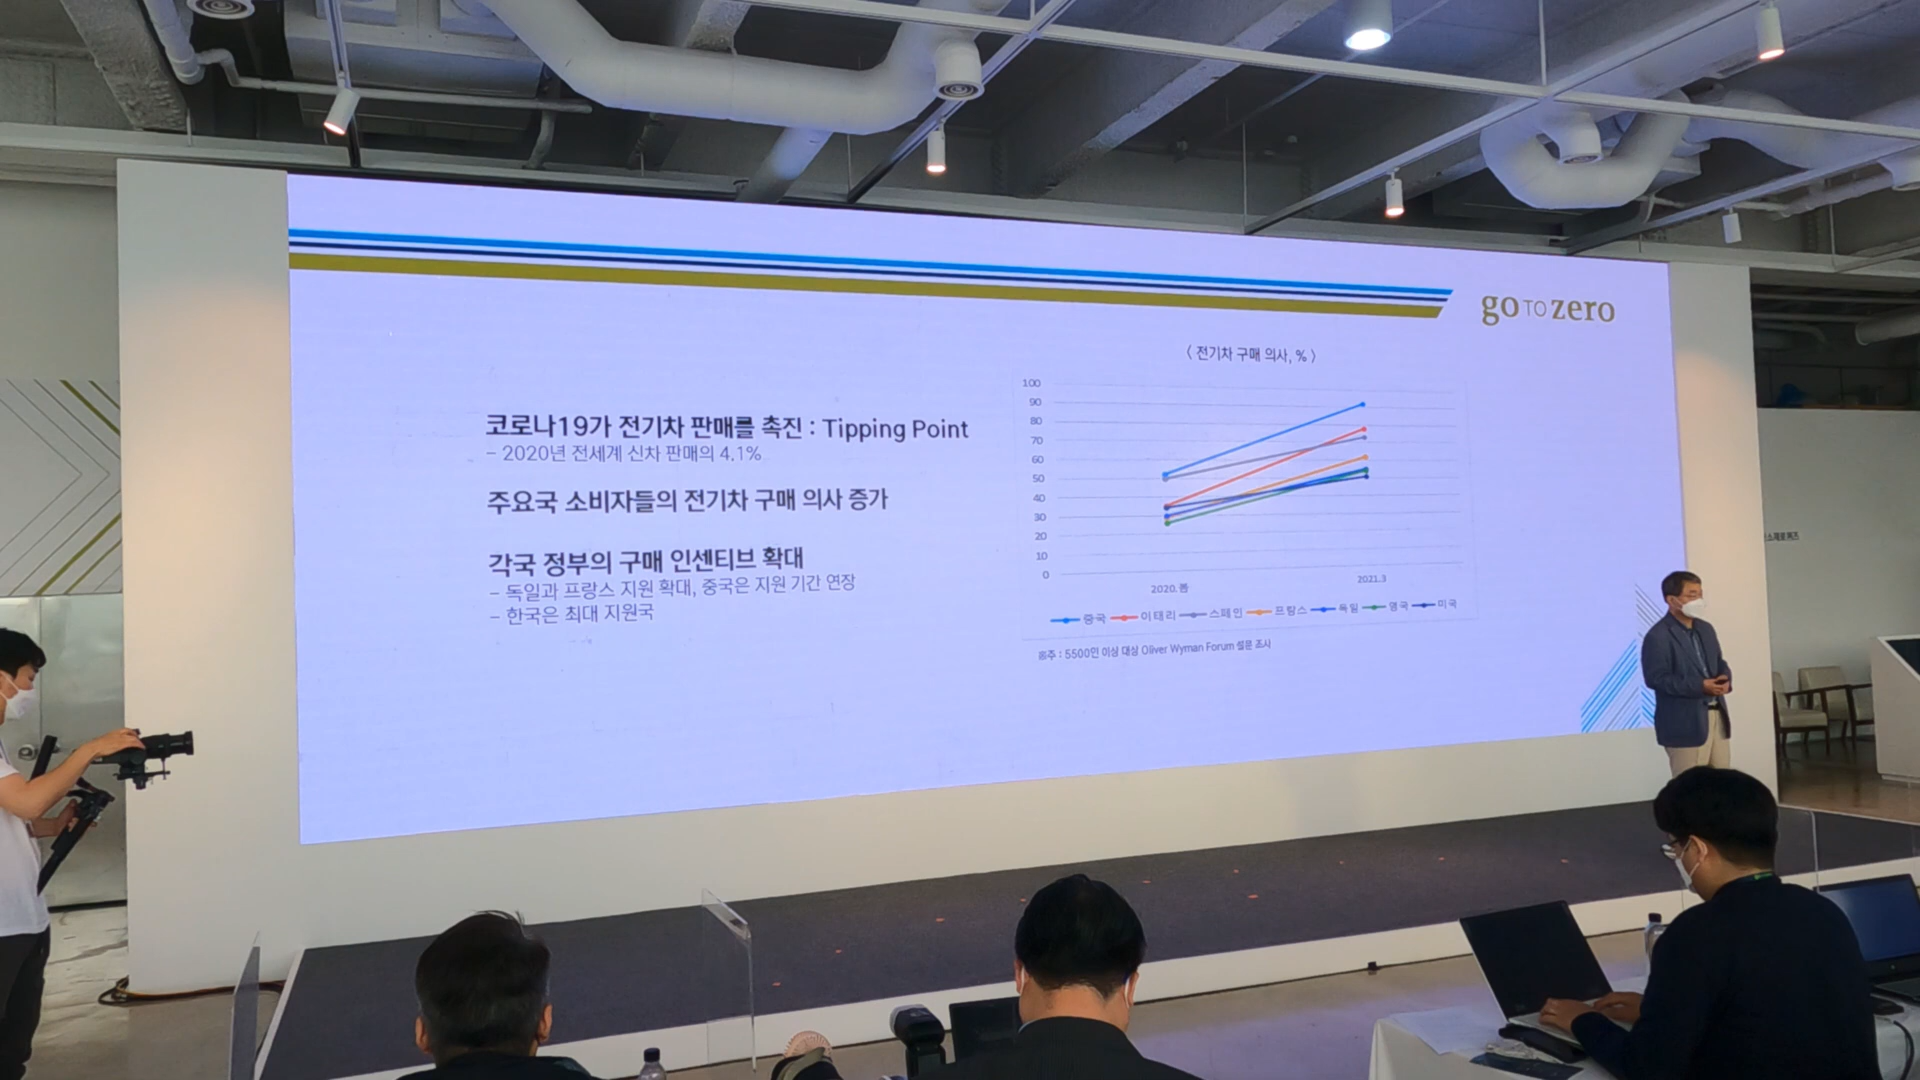 go TO zero
코로나19가 전기차 판매를 촉진 : Tipping Point
- 2020년 전세계 신차 판매의 4.1%
주요국 소비자들의 전기차 구매 의사 증가
각국 정부의 구매 인센티브 확대
- 독일과 프랑스 지원 확대, 중국은 지원 기간 연장
- 한국은 최대 지원국
< 전기차 구매 의사, % >
100
90
80
70
60
50
40
30
20
10
0
2020.봄
2021.3
중국 이태리 스페인 프랑스 독일 영국 미국
주 : 5500인 이상 대상 Oliver Wyman Forum 설문 조사